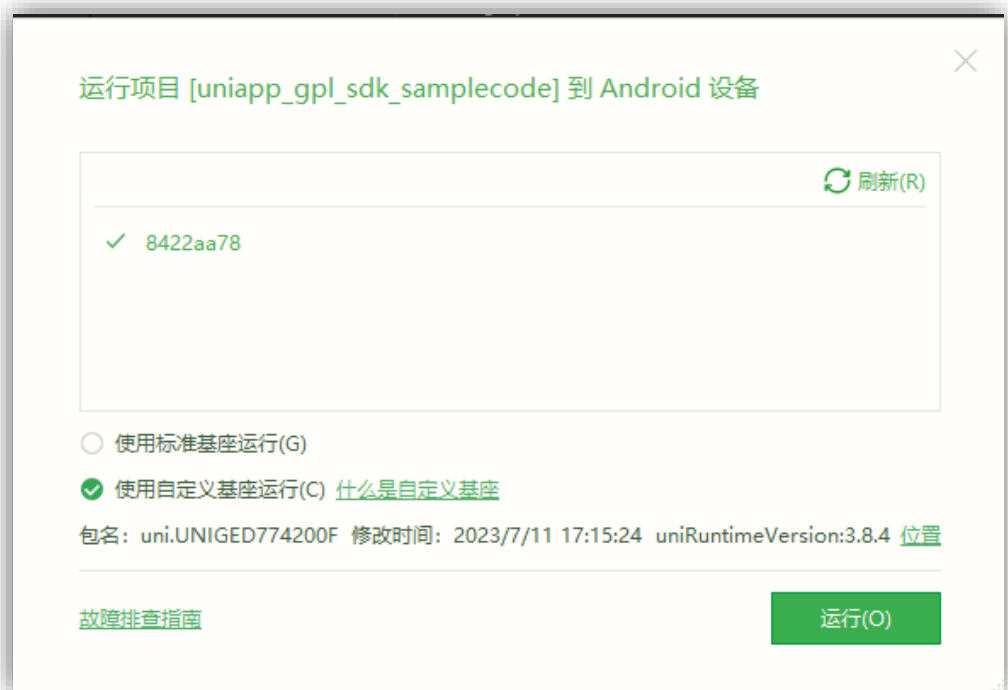 运行项目 [uniapp_gpl_sdk_samplecode] 到 Android 设备
刷新(R)
8422aa78
使用标准基座运行(G)
使用自定义基座运行(C) 什么是自定义基座
包名：uni.UNIGED774200F 修改时间：2023/7/11 17:15:24 uniRuntimeVersion:3.8.4 位置
故障排查指南
运行(O)